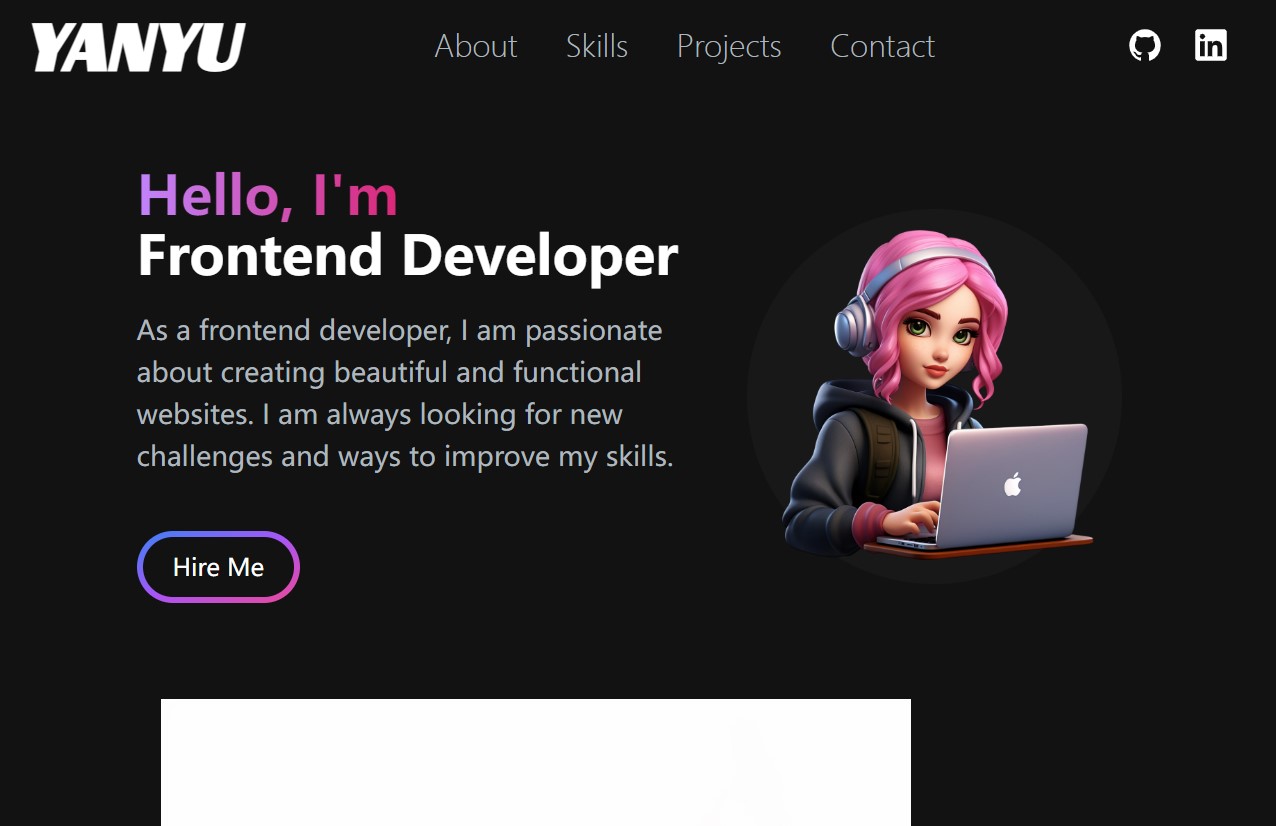 YANYU
About Skills Projects Contact
Hello, I'm
Frontend Developer
As a frontend developer, I am passionate
about creating beautiful and functional
websites. I am always looking for new
challenges and ways to improve my skills.
Hire Me